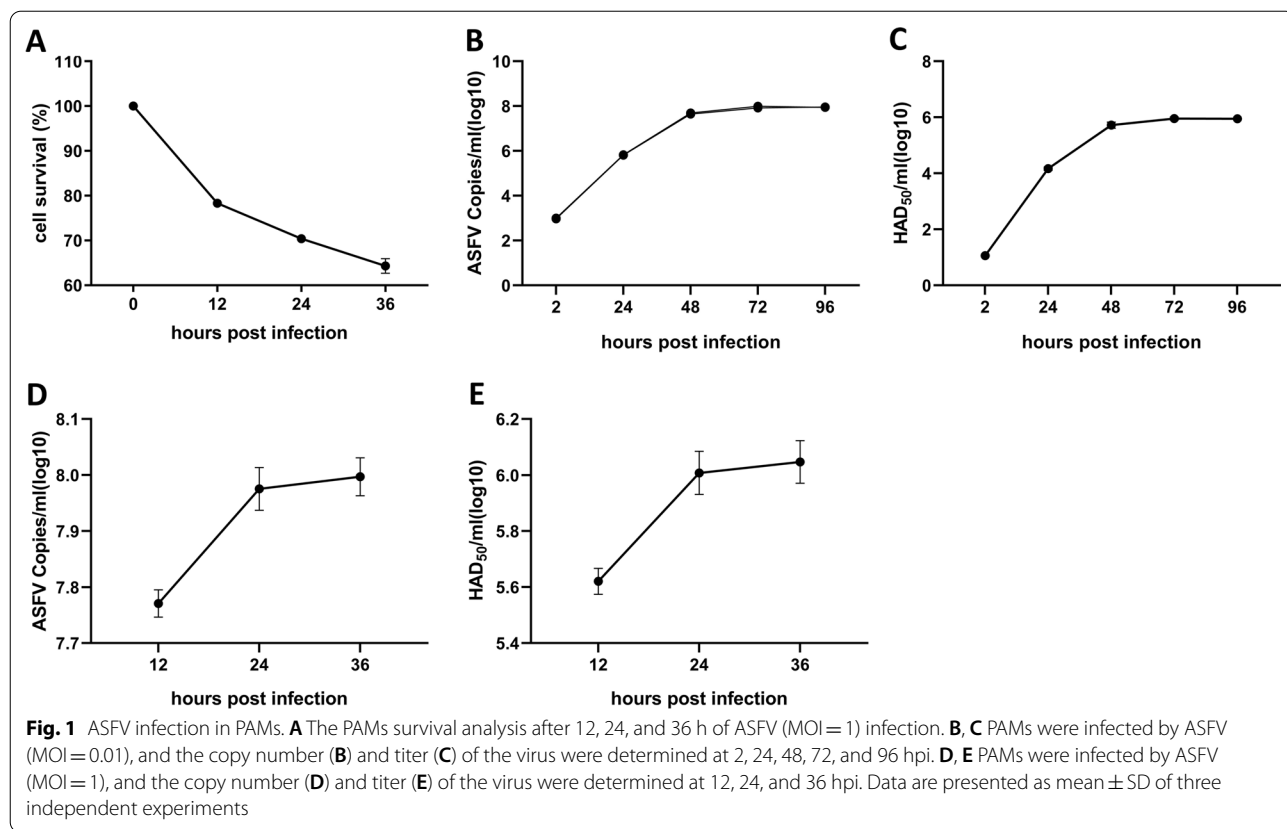 A
110
100
90
80
70
60
cell survival (%)
0 12 24 36
hours post infection
B
10
8
6
4
2
0
ASFV Copies/ml(log10)
2 24 48 72 96
hours post infection
C
8
6
4
2
0
HAD50/ml(log10)
2 24 48 72 96
hours post infection
D
8.1
8.0
7.9
7.8
7.7
ASFV Copies/ml(log10)
12 24 36
hours post infection
E
6.2
6.0
5.8
5.6
5.4
HAD50/ml(log10)
12 24 36
hours post infection
Fig. 1 ASFV infection in PAMs. A The PAMs survival analysis after 12, 24, and 36 h of ASFV (MOI = 1) infection. B, C PAMs were infected by ASFV
(MOI = 0.01), and the copy number (B) and titer (C) of the virus were determined at 2, 24, 48, 72, and 96 hpi. D, E PAMs were infected by ASFV
(MOI = 1), and the copy number (D) and titer (E) of the virus were determined at 12, 24, and 36 hpi. Data are presented as mean ± SD of three
independent experiments